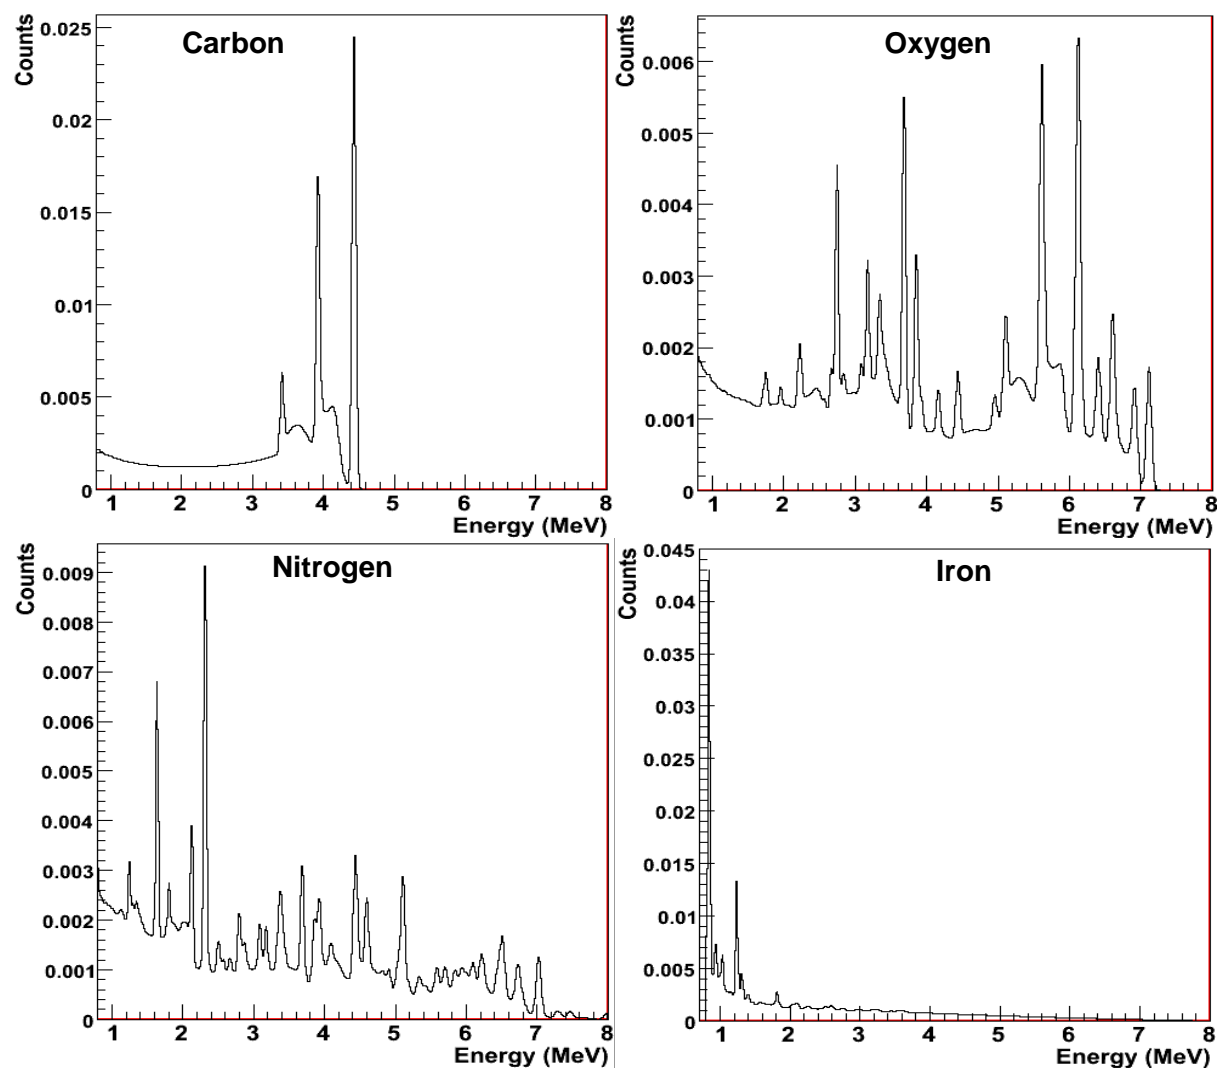 Carbon
Counts
0.025
0.02
0.015
0.01
0.005
0
1 2 3 4 5 6 7 8
Energy (MeV)
Oxygen
Counts
0.006
0.005
0.004
0.003
0.002
0.001
0
1 2 3 4 5 6 7 8
Energy (MeV)
Nitrogen
Counts
0.009
0.008
0.007
0.006
0.005
0.004
0.003
0.002
0.001
0
1 2 3 4 5 6 7 8
Energy (MeV)
Iron
Counts
0.045
0.04
0.035
0.03
0.025
0.02
0.015
0.01
0.005
0
1 2 3 4 5 6 7 8
Energy (MeV)